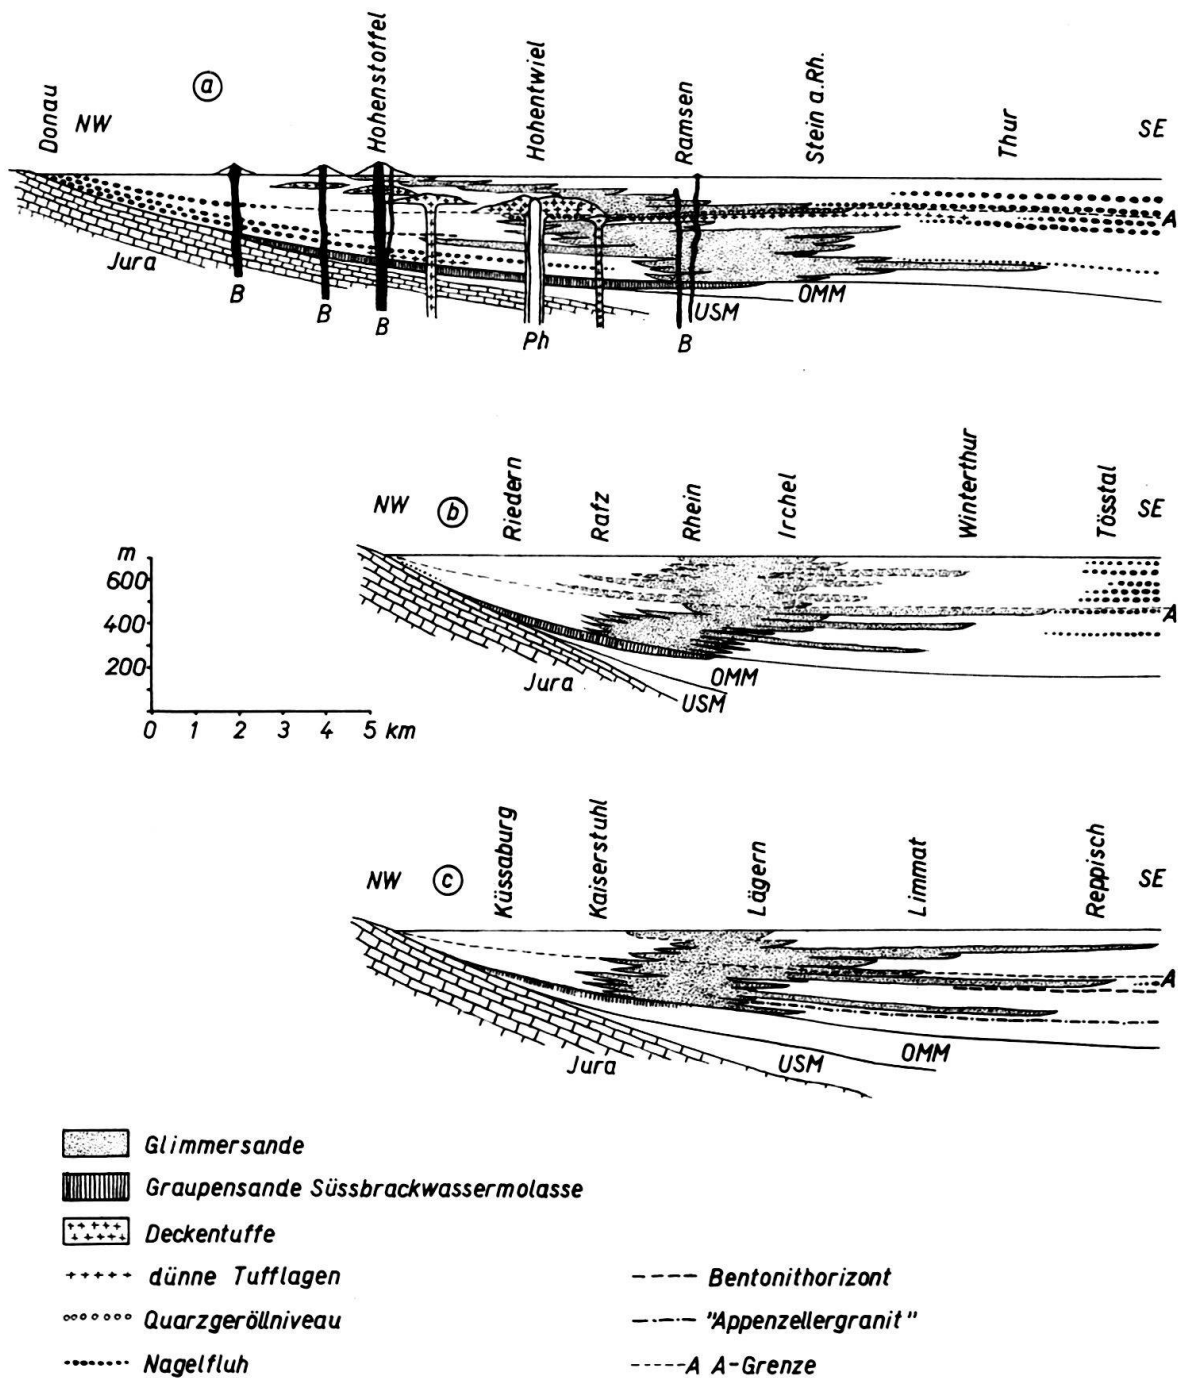 a
Donau
NW
Hohenstoffel
Hohentwiel
Ramsen
Stein a.Rh.
Thur
SE
A
Jura
B
B
B
Ph
B
USM
OMM
NW
b
Riedern
Rafz
Rhein
Irchel
Winterthur
Tösstal
SE
m
600
400
200
0 1 2 3 4 5 km
A
Jura
OMM
USM
NW
c
Küssaburg
Kaiserstuhl
Lägern
Limmat
Reppisch
SE
A
Jura
USM
OMM
Glimmersande
Graupensande Süssbrackwassermolasse
Deckentuffe
dünne Tufflagen
Quarzgeröllniveau
Nagelfluh
Bentonithorizont
"Appenzellergranit"
A A-Grenze